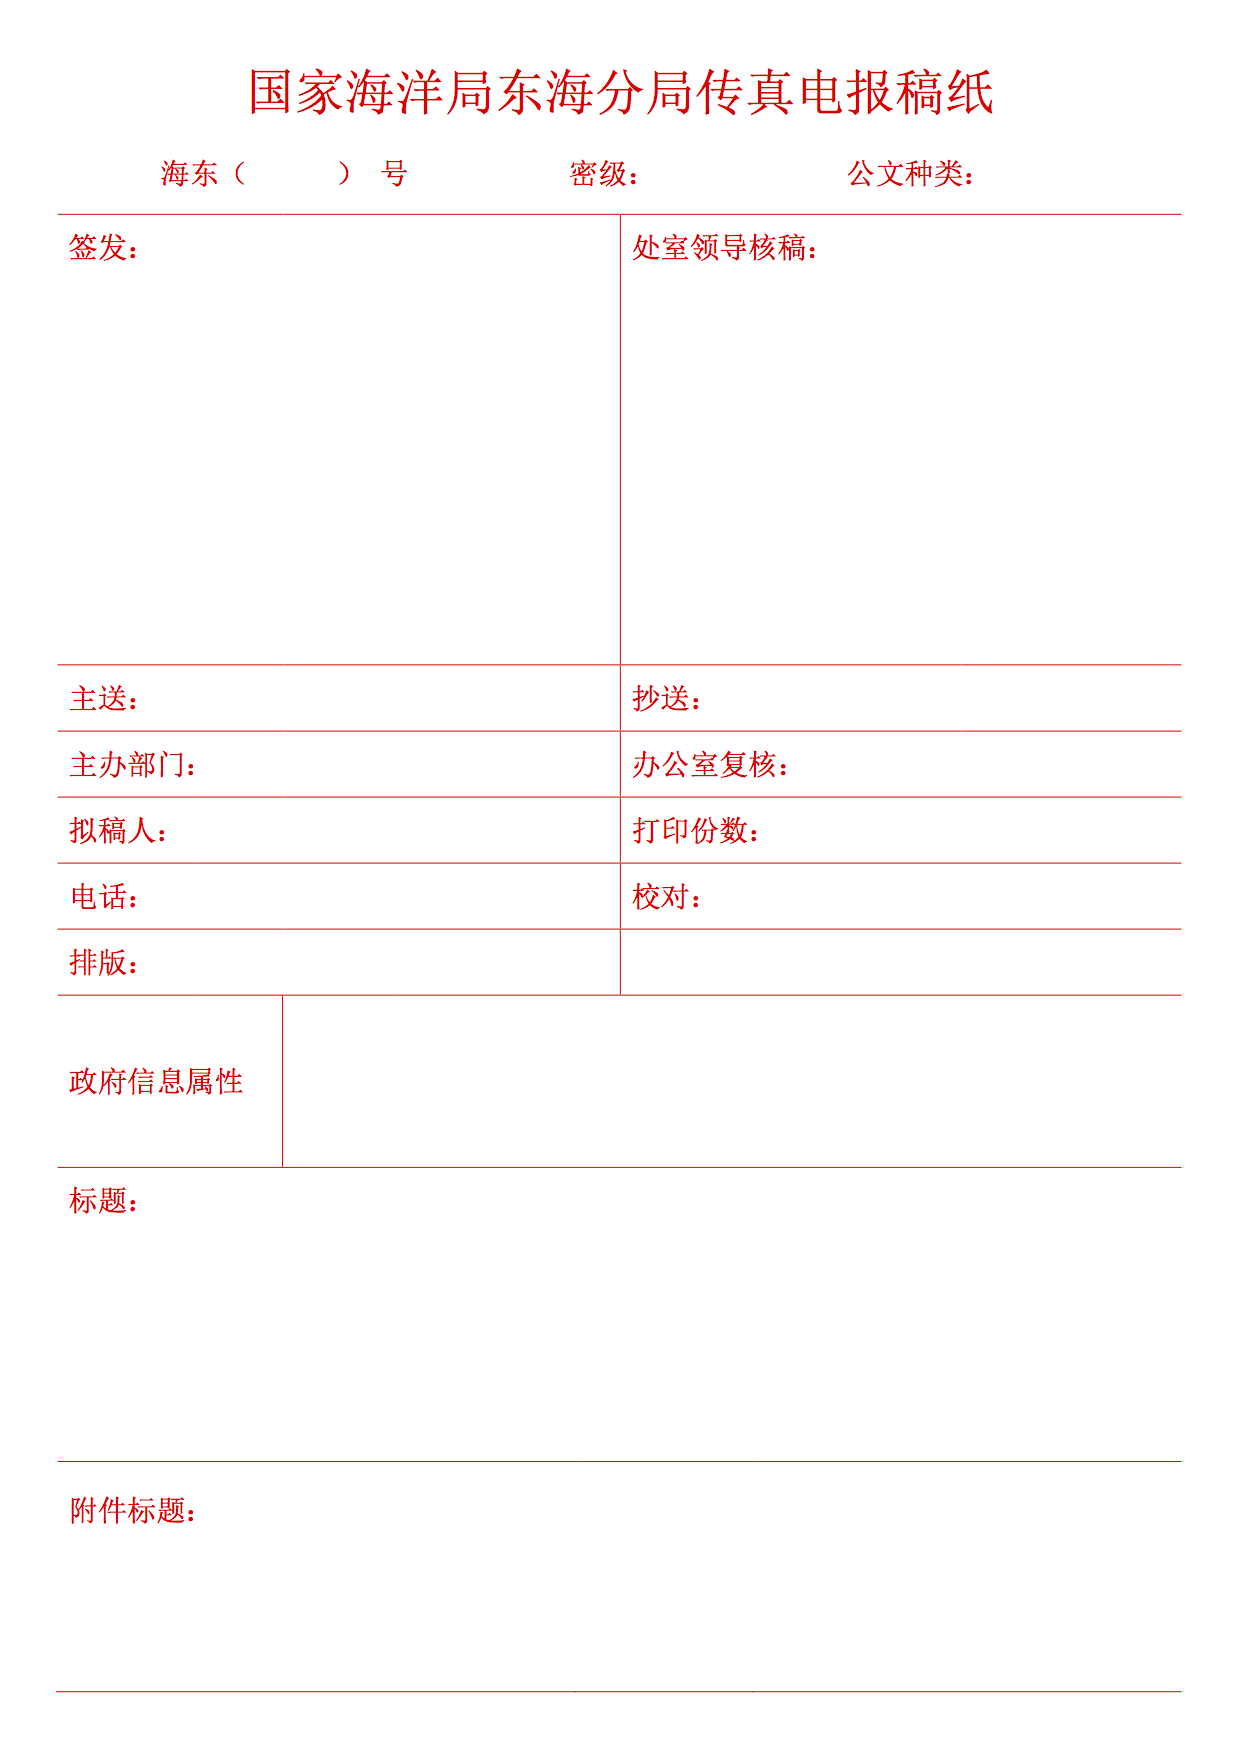 国家海洋局东海分局传真电报稿纸
海东（ ） 号 密级： 公文种类：
签发： 处室领导核稿：
主送： 抄送：
主办部门： 办公室复核：
拟稿人： 打印份数：
电话： 校对：
排版：
政府信息属性
标题：
附件标题：